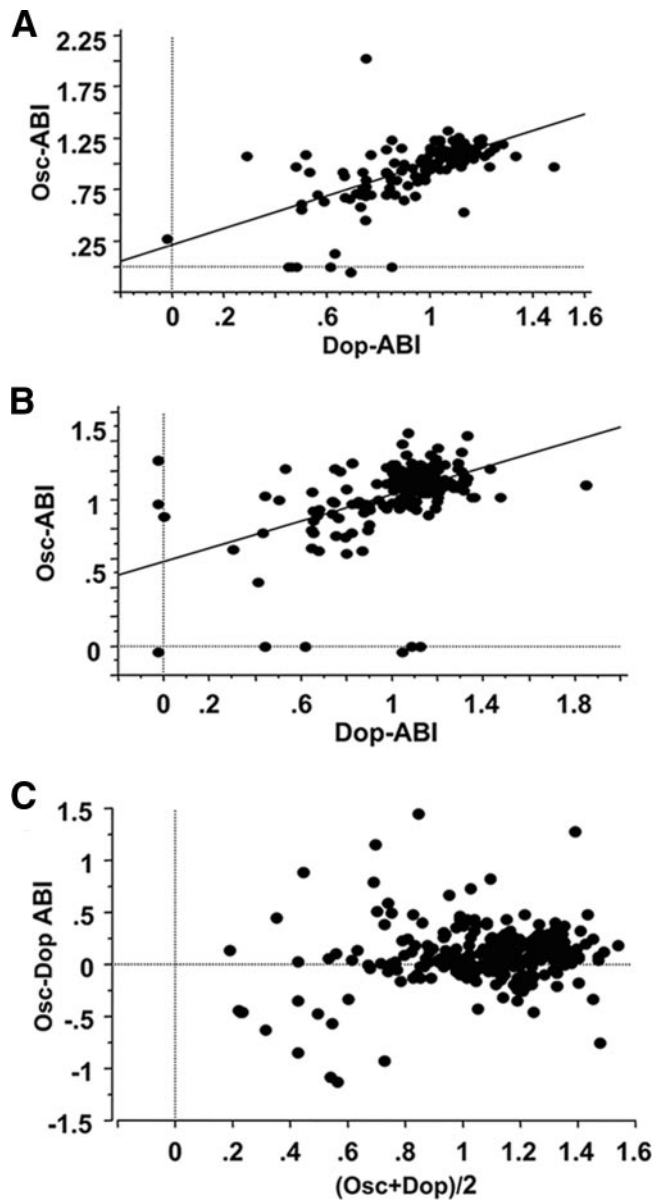 A
2.25
1.75
1.25
.75
.25
Osc-ABI
0 .2 .6 1 1.4 1.6
Dop-ABI
B
1.5
1
.5
0
Osc-ABI
0 .2 .6 1 1.4 1.8
Dop-ABI
C
1.5
1
.5
0
-.5
-1
-1.5
Osc-Dop ABI
0 .2 .4 .6 .8 1 1.2 1.4 1.6
(Osc+Dop)/2